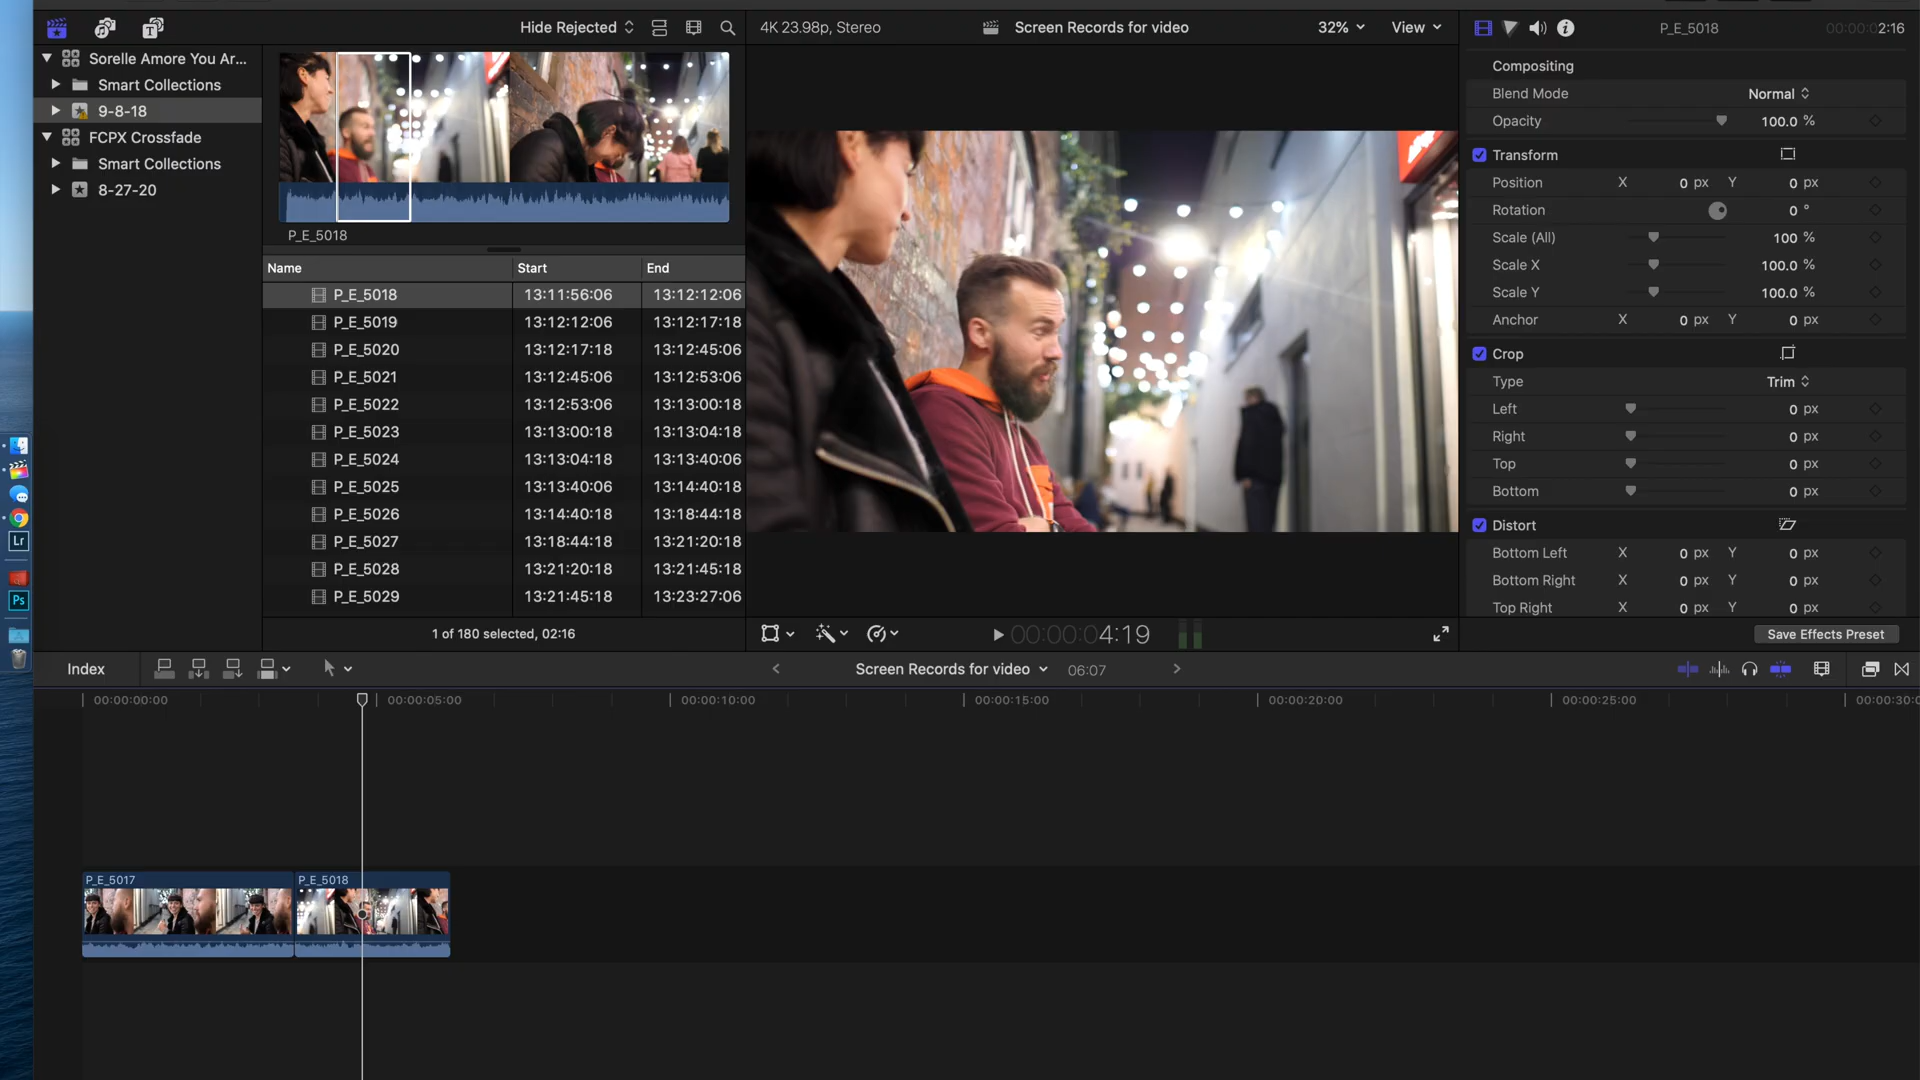 Hide Rejected
4K 23.98p, Stereo
Screen Records for video
32%
View
P_E_5018
00:00:02:16
Sorelle Amore You Ar...
Smart Collections
9-8-18
FCPX Crossfade
Smart Collections
8-27-20
P_E_5018
Name Start End
P_E_5018 13:11:56:06 13:12:12:06
P_E_5019 13:12:12:06 13:12:17:18
P_E_5020 13:12:17:18 13:12:45:06
P_E_5021 13:12:45:06 13:12:53:06
P_E_5022 13:12:53:06 13:13:00:18
P_E_5023 13:13:00:18 13:13:04:18
P_E_5024 13:13:04:18 13:13:40:06
P_E_5025 13:13:40:06 13:14:40:18
P_E_5026 13:14:40:18 13:18:44:18
P_E_5027 13:18:44:18 13:21:20:18
P_E_5028 13:21:20:18 13:21:45:18
P_E_5029 13:21:45:18 13:23:27:06
1 of 180 selected, 02:16
00:00:04:19
Compositing
Blend Mode Normal
Opacity 100.0 %
Transform
Position X 0 px Y 0 px
Rotation 0 °
Scale (All) 100 %
Scale X 100.0 %
Scale Y 100.0 %
Anchor X 0 px Y 0 px
Crop
Type Trim
Left 0 px
Right 0 px
Top 0 px
Bottom 0 px
Distort
Bottom Left X 0 px Y 0 px
Bottom Right X 0 px Y 0 px
Top Right X 0 px Y 0 px
Save Effects Preset
Lr
Ps
Index
Screen Records for video
06:07
00:00:00:00
00:00:05:00
00:00:10:00
00:00:15:00
00:00:20:00
00:00:25:00
00:00:30:0
P_E_5017
P_E_5018